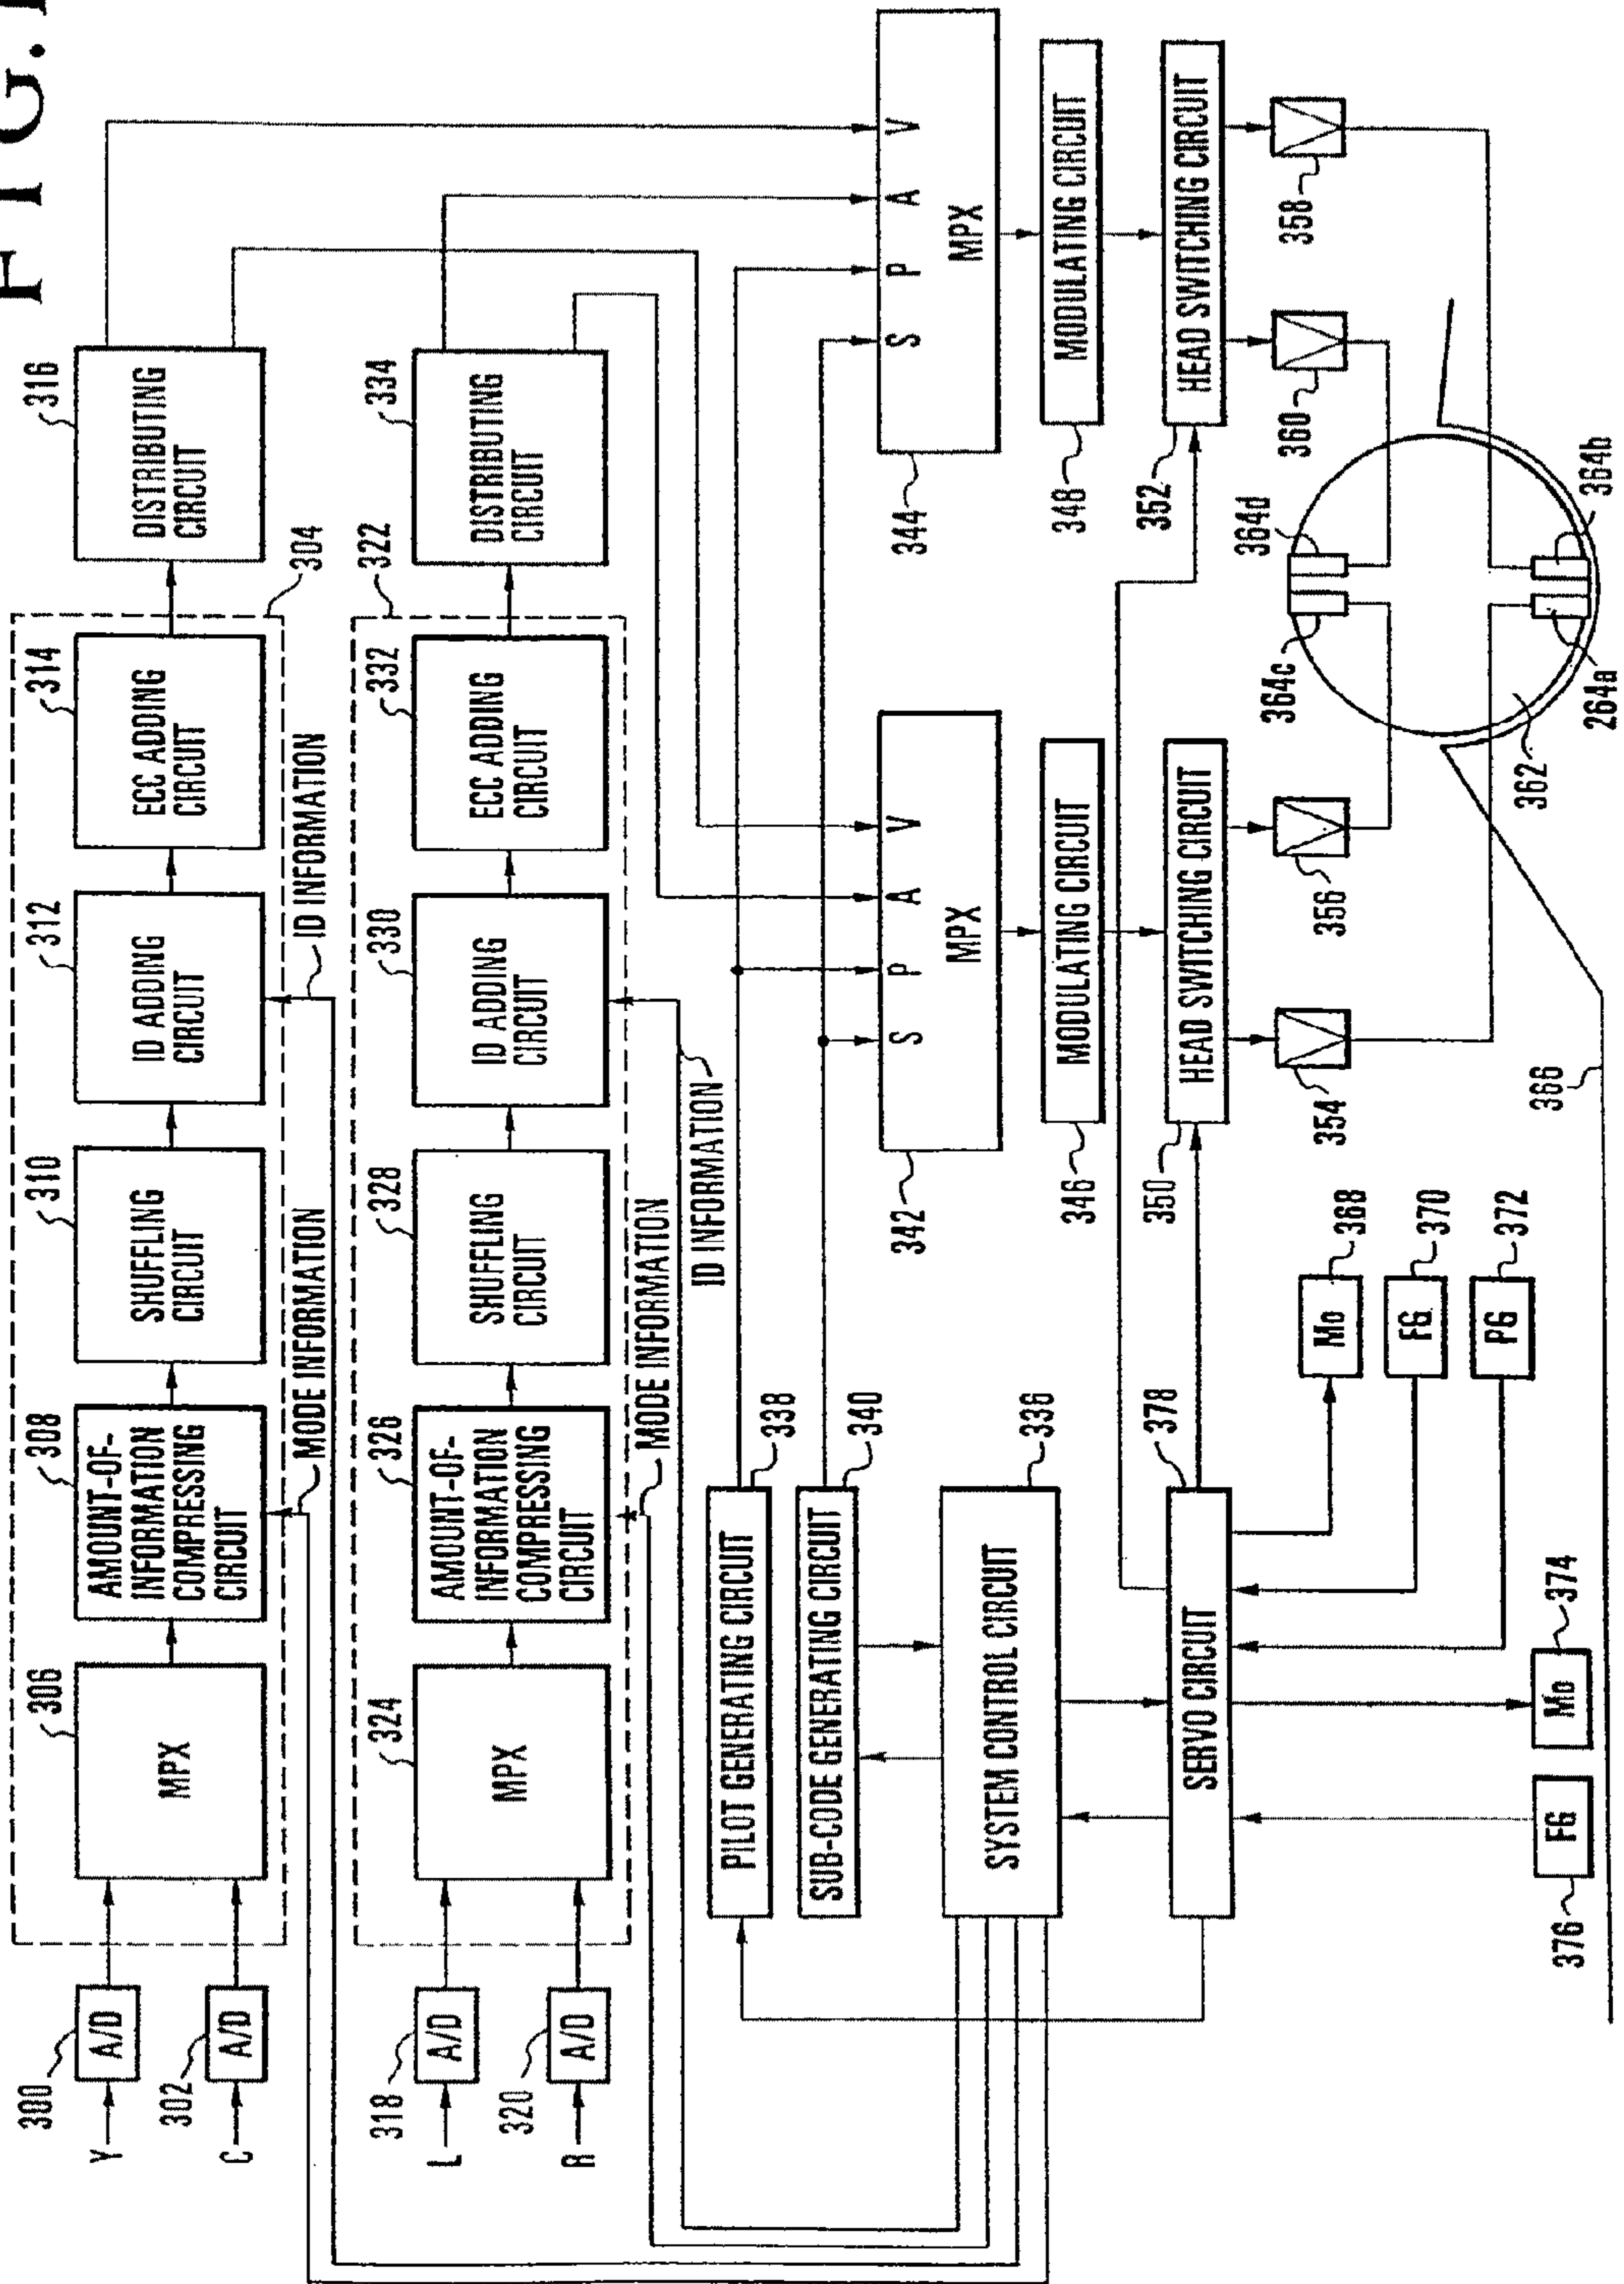 FIG.
300
A/D
Y
302
A/D
C
306
MPX
308
AMOUNT-OF-
INFORMATION
COMPRESSING
CIRCUIT
310
SHUFFLING
CIRCUIT
312
ID ADDING
CIRCUIT
314
ECC ADDING
CIRCUIT
316
DISTRIBUTING
CIRCUIT
304
MODE INFORMATION
ID INFORMATION
318
A/D
L
320
A/D
R
324
MPX
326
AMOUNT-OF-
INFORMATION
COMPRESSING
CIRCUIT
328
SHUFFLING
CIRCUIT
330
ID ADDING
CIRCUIT
332
ECC ADDING
CIRCUIT
322
334
DISTRIBUTING
CIRCUIT
MODE INFORMATION
ID INFORMATION
PILOT GENERATING CIRCUIT
338
SUB-CODE GENERATING CIRCUIT
340
SYSTEM CONTROL CIRCUIT
336
SERVO CIRCUIT
378
S P A V
MPX
342
S P A V
MPX
344
346
MODULATING CIRCUIT
348
MODULATING CIRCUIT
350
HEAD SWITCHING CIRCUIT
352
HEAD SWITCHING CIRCUIT
354
356
360
358
Mo
368
FG
370
PG
372
Mo
374
FG
376
366
364c
364d
362
264a
364b